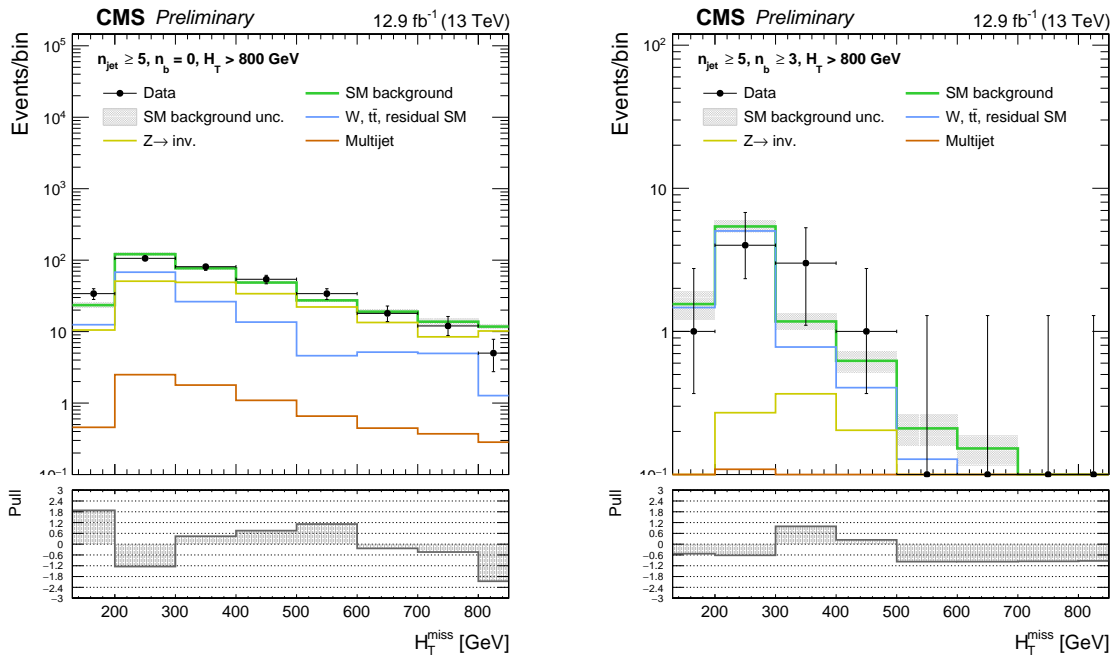 CMS Preliminary 12.9 fb⁻¹ (13 TeV)
n_jet ≥ 5, n_b = 0, H_T > 800 GeV
Data
SM background
SM background unc.
W, tt̄, residual SM
Z→ inv.
Multijet
Events/bin
10⁵
10⁴
10³
10²
10
1
10⁻¹
Pull
3
2.4
1.8
1.2
0.6
0
−0.6
−1.2
−1.8
−2.4
−3
200 300 400 500 600 700 800
H_T^miss [GeV]
CMS Preliminary 12.9 fb⁻¹ (13 TeV)
n_jet ≥ 5, n_b ≥ 3, H_T > 800 GeV
Data
SM background
SM background unc.
W, tt̄, residual SM
Z→ inv.
Multijet
Events/bin
10²
10
1
10⁻¹
Pull
3
2.4
1.8
1.2
0.6
0
−0.6
−1.2
−1.8
−2.4
−3
200 300 400 500 600 700 800
H_T^miss [GeV]